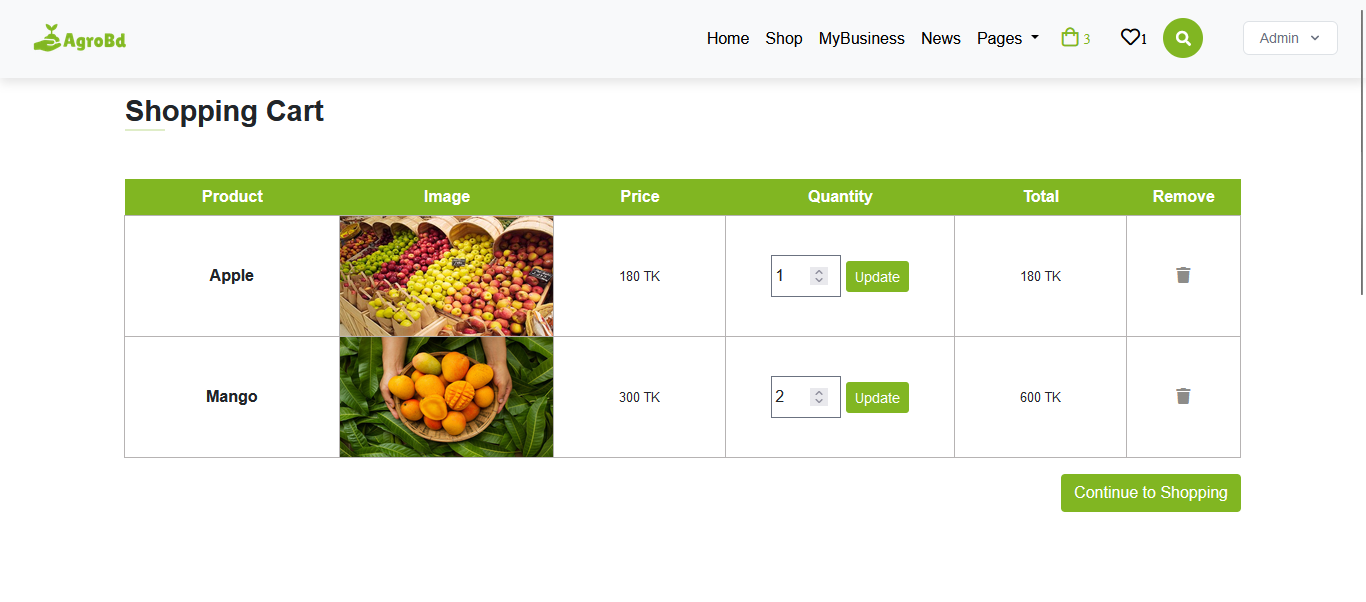 AgroBd
Home Shop MyBusiness News Pages 3 1 Admin
Shopping Cart
Product Image Price Quantity Total Remove
Apple 180 TK 1 Update 180 TK
Mango 300 TK 2 Update 600 TK
Continue to Shopping